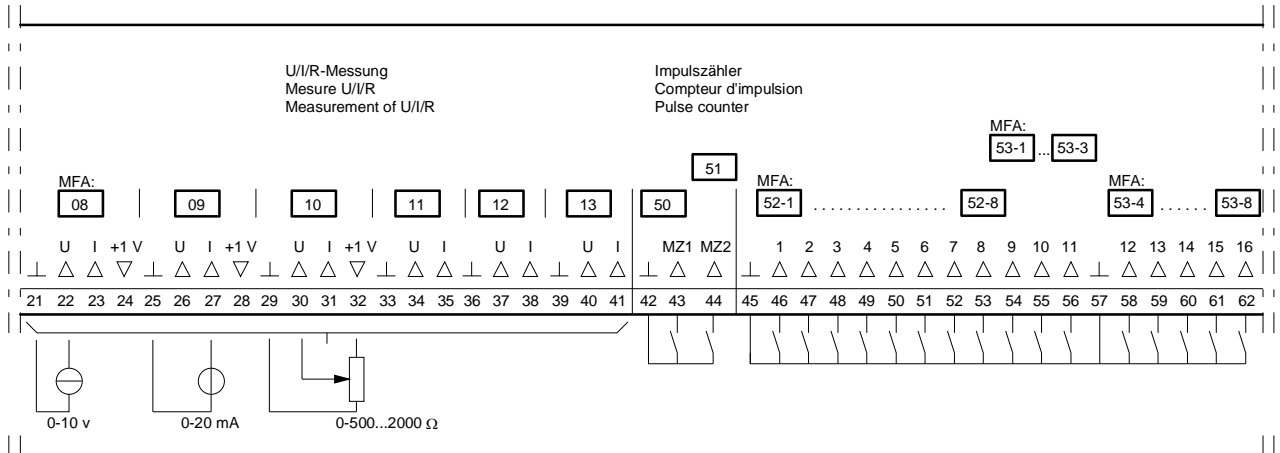 U/I/R-Messung
Mesure U/I/R
Measurement of U/I/R
Impulszähler
Compteur d'impulsion
Pulse counter
MFA:
53-1 ... 53-3
51
MFA:
08 09 10 11 12 13 50
MFA:
52-1 . . . . . . . . . . . . . . . . 52-8
MFA:
53-4 . . . . . . 53-8
U I +1 V U I +1 V U I +1 V U I U I U I MZ1 MZ2 1 2 3 4 5 6 7 8 9 10 11 12 13 14 15 16
21 22 23 24 25 26 27 28 29 30 31 32 33 34 35 36 37 38 39 40 41 42 43 44 45 46 47 48 49 50 51 52 53 54 55 56 57 58 59 60 61 62
0-10 v 0-20 mA 0-500...2000 Ω